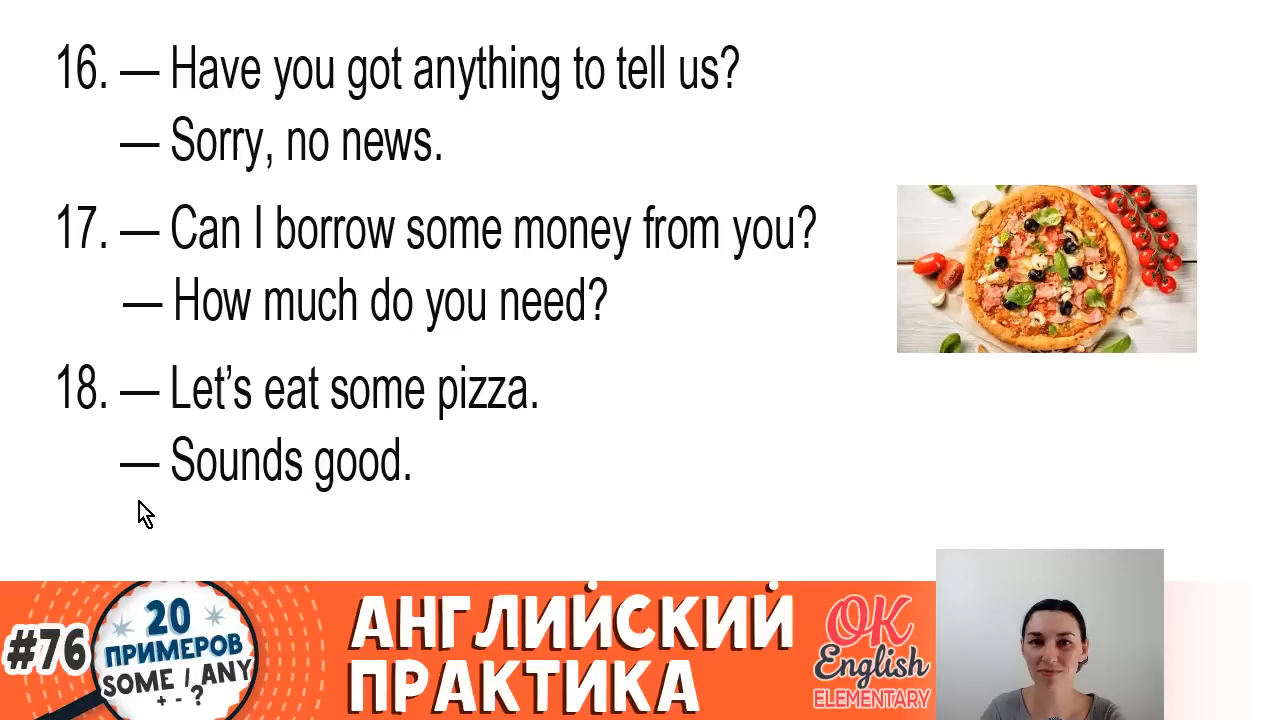 16. — Have you got anything to tell us?
— Sorry, no news.
17. — Can I borrow some money from you?
— How much do you need?
18. — Let’s eat some pizza.
— Sounds good.
#76
20
ПРИМЕРОВ
SOME / ANY
+ - ?
АНГЛИЙСКИЙ
ПРАКТИКА
OK
English
ELEMENTARY